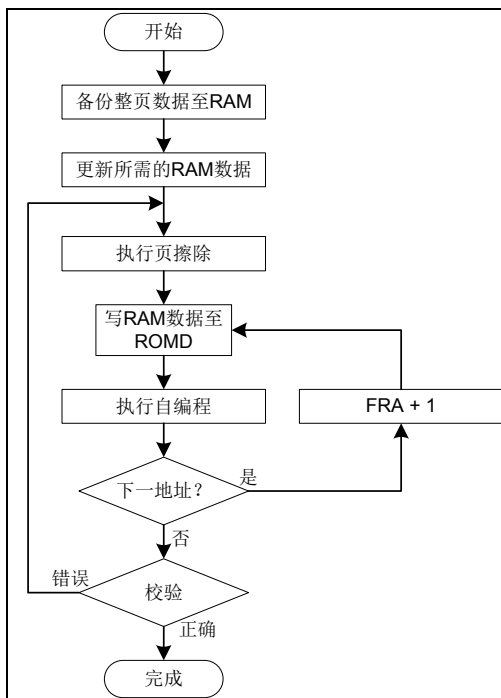 开始
备份整页数据至RAM
更新所需的RAM数据
执行页擦除
写RAM数据至
ROMD
执行自编程
FRA + 1
下一地址？
是
否
错误
校验
正确
完成